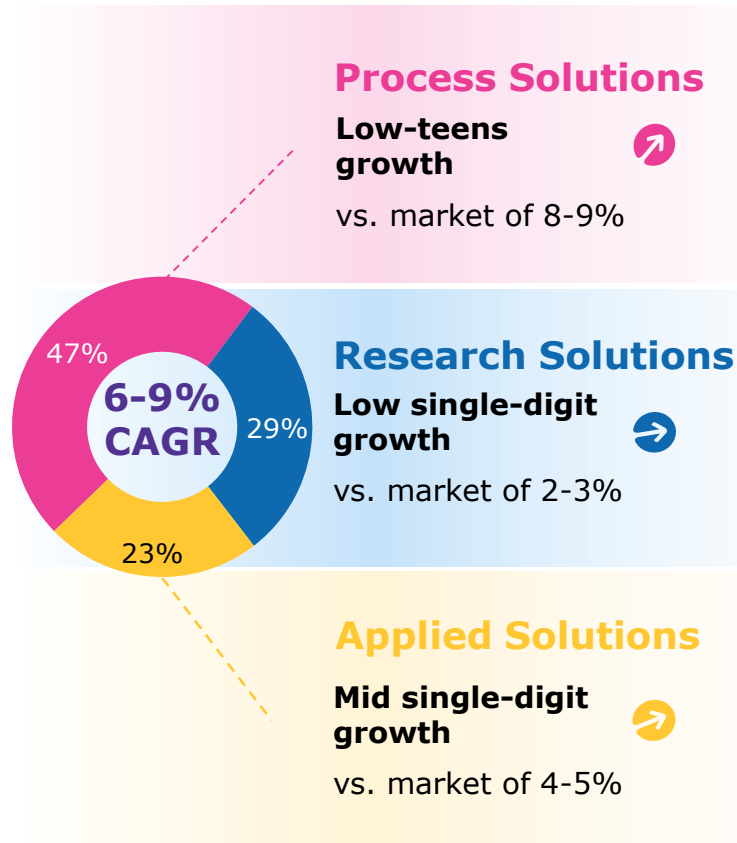 Process Solutions
Low-teens
growth
vs. market of 8-9%
47%
6-9%
CAGR
29%
23%
Research Solutions
Low single-digit
growth
vs. market of 2-3%
Applied Solutions
Mid single-digit
growth
vs. market of 4-5%